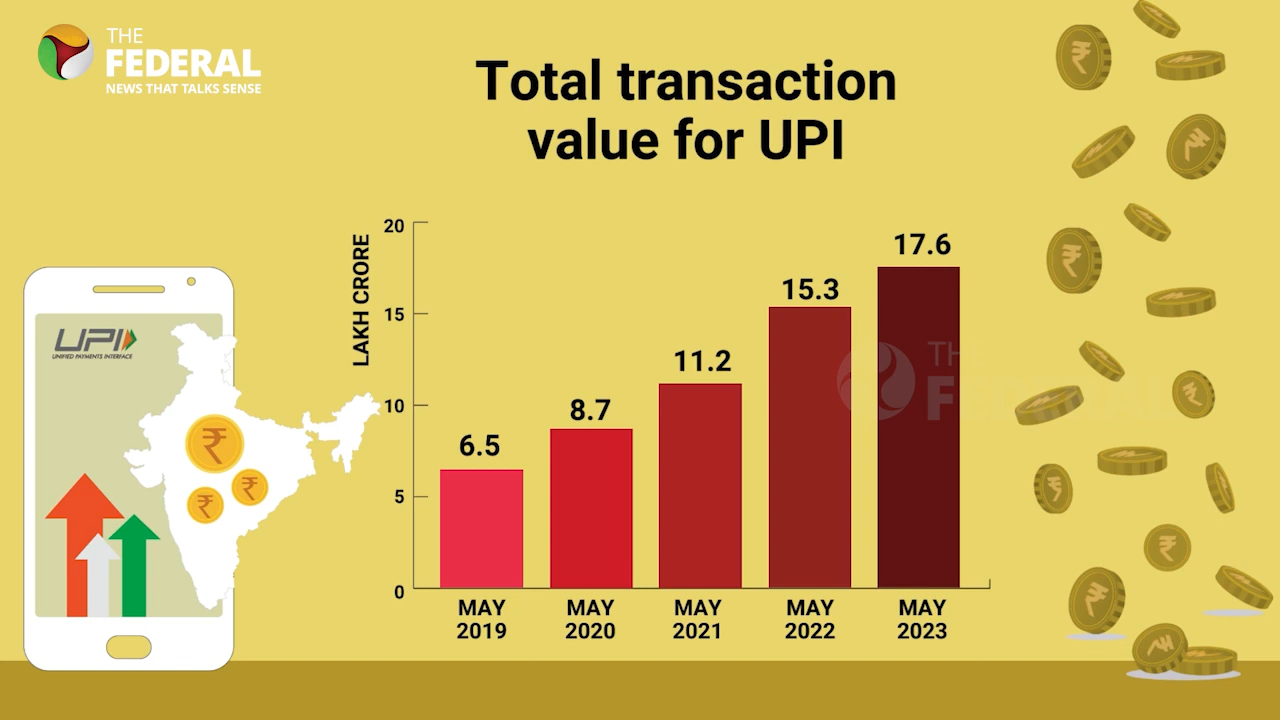 THE
FEDERAL
NEWS THAT TALKS SENSE
Total transaction
value for UPI
LAKH CRORE
20
15
10
5
0
6.5
8.7
11.2
15.3
17.6
MAY
2019
MAY
2020
MAY
2021
MAY
2022
MAY
2023
UPI
UNIFIED PAYMENTS INTERFACE
₹
₹
₹
THE
FEDERAL